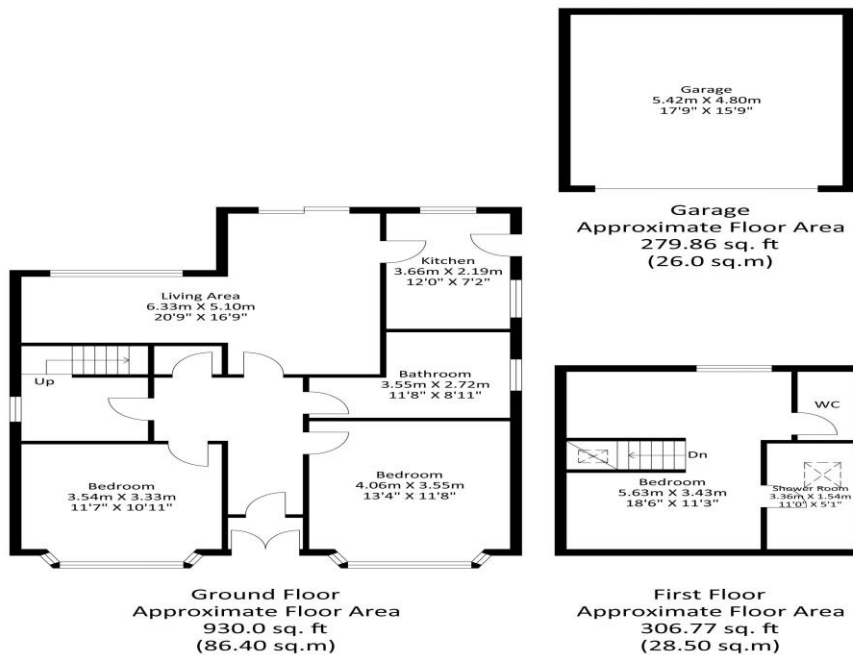 Garage
5.42m X 4.80m
17'9" X 15'9"
Garage
Approximate Floor Area
279.86 sq. ft
(26.0 sq.m)
Kitchen
3.66m X 2.19m
12'0" X 7'2"
Living Area
6.33m X 5.10m
20'9" X 16'9"
Up
Bathroom
3.55m X 2.72m
11'8" X 8'11"
Bedroom
3.54m X 3.33m
11'7" X 10'11"
Bedroom
4.06m X 3.55m
13'4" X 11'8"
Ground Floor
Approximate Floor Area
930.0 sq. ft
(86.40 sq.m)
WC
Dn
Bedroom
5.63m X 3.43m
18'6" X 11'3"
Shower Room
3.36m X 1.54m
11'0" X 5'1"
First Floor
Approximate Floor Area
306.77 sq. ft
(28.50 sq.m)